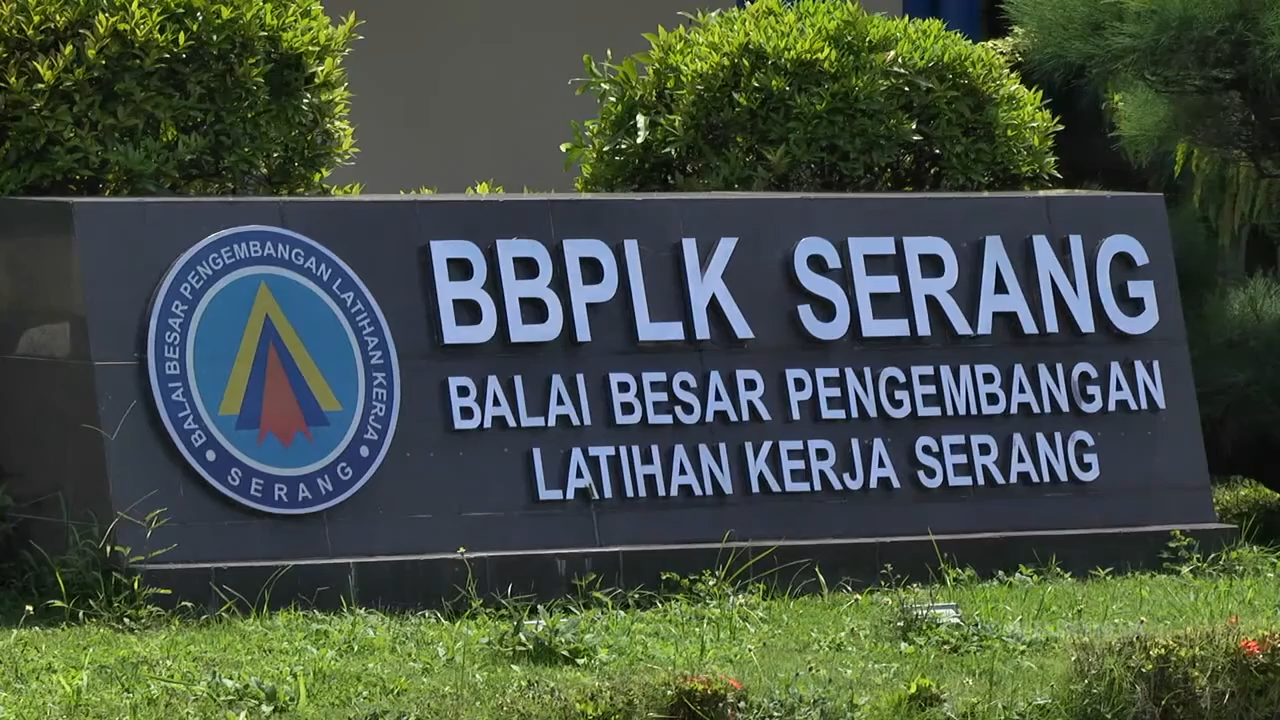 BALAI BESAR PENGEMBANGAN LATIHAN KERJA
• SERANG •
BBPLK SERANG
BALAI BESAR PENGEMBANGAN
LATIHAN KERJA SERANG